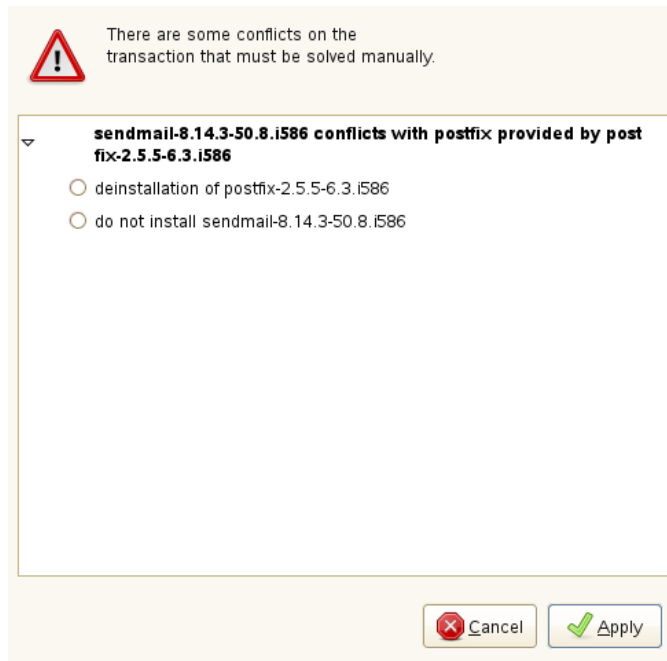 There are some conflicts on the
transaction that must be solved manually.
sendmail-8.14.3-50.8.i586 conflicts with postfix provided by post
fix-2.5.5-6.3.i586
deinstallation of postfix-2.5.5-6.3.i586
do not install sendmail-8.14.3-50.8.i586
Cancel
Apply